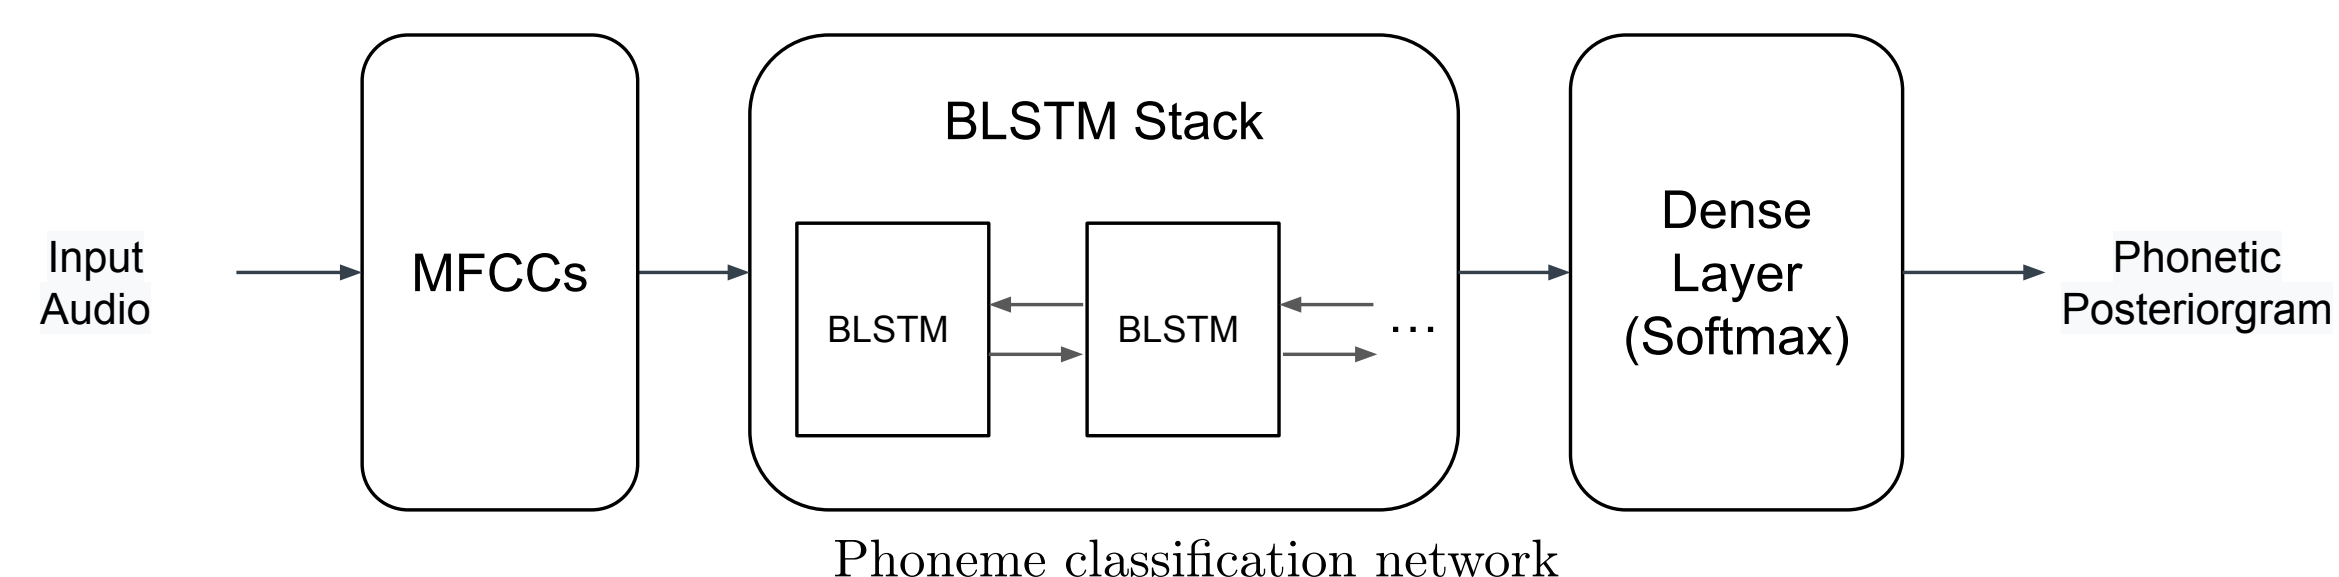 Input
Audio
MFCCs
BLSTM Stack
BLSTM
BLSTM
...
Dense
Layer
(Softmax)
Phonetic
Posteriorgram
Phoneme classification network